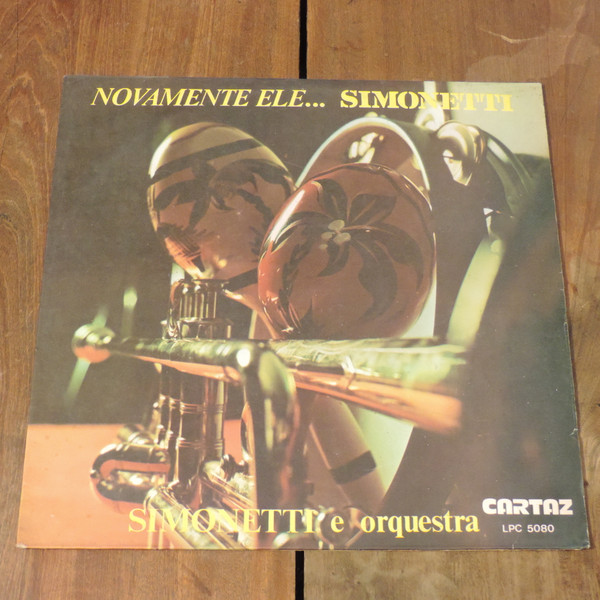 NOVAMENTE ELE... SIMONETTI
SIMONETTI e orquestra
CARTAZ
LPC 5080